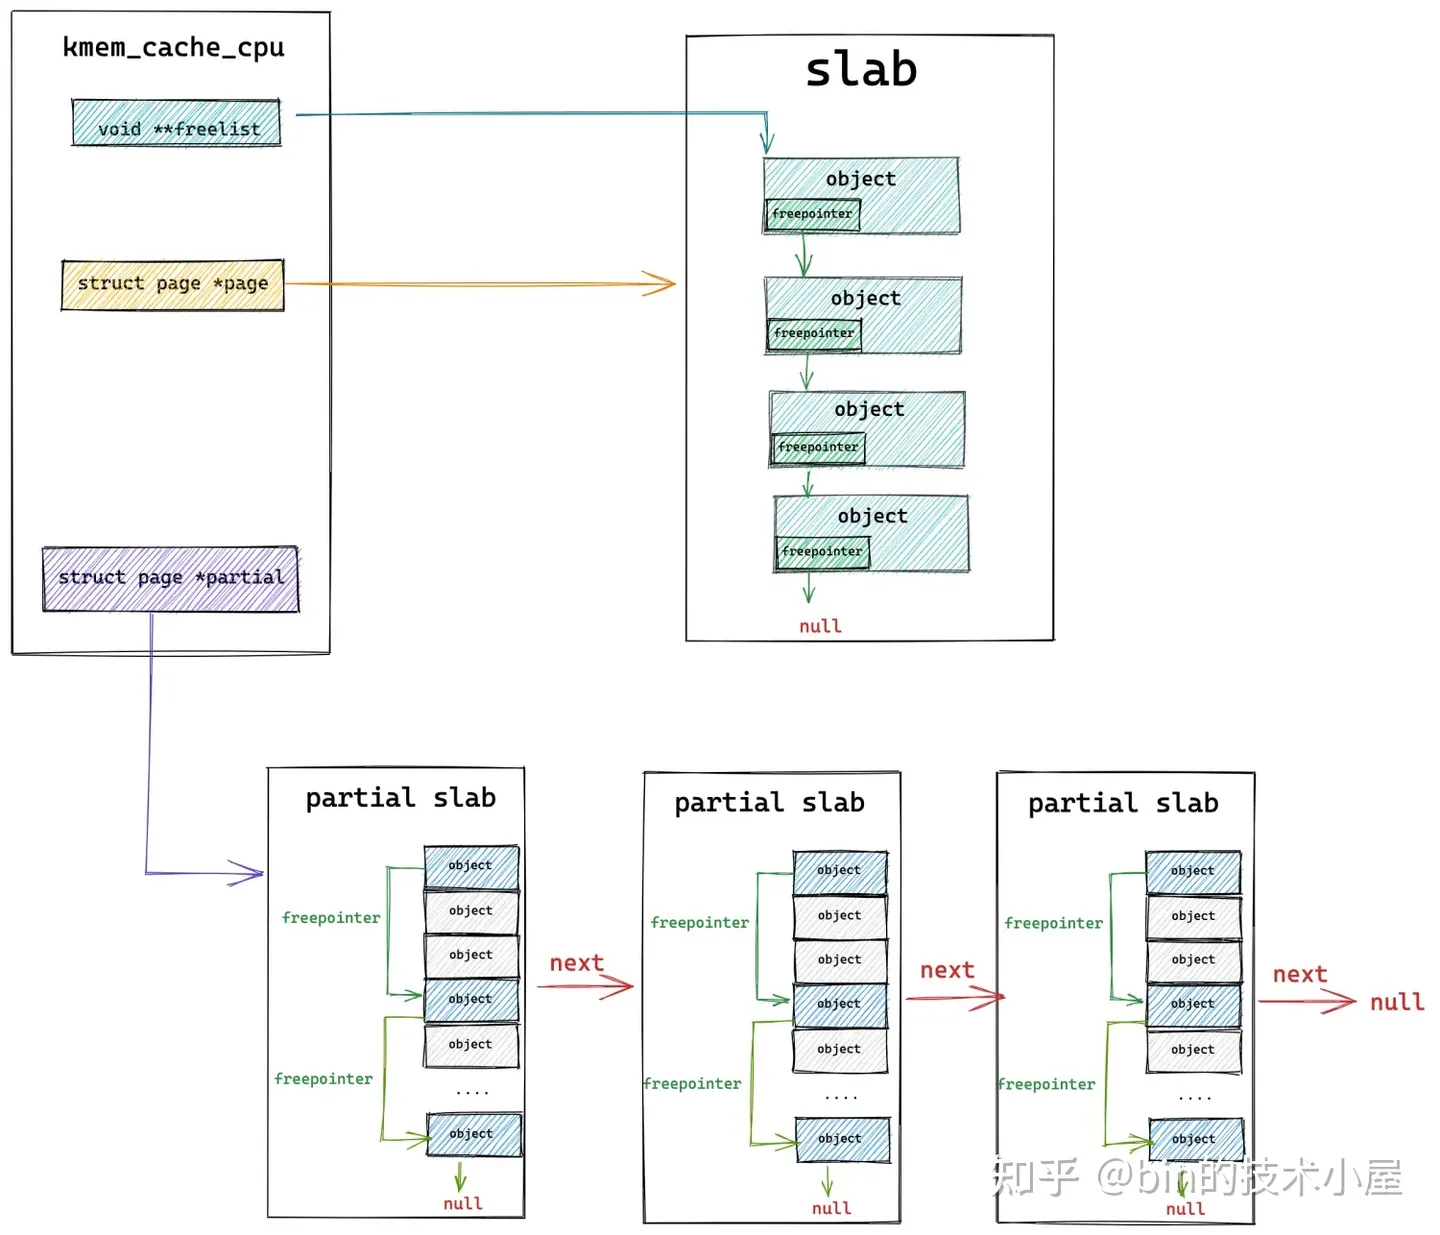 kmem_cache_cpu
void **freelist
struct page *page
struct page *partial
slab
object
freepointer
object
freepointer
object
freepointer
object
freepointer
null
partial slab
object
object
object
object
object
....
object
freepointer
freepointer
null
next
partial slab
object
object
object
object
object
....
object
freepointer
freepointer
null
next
partial slab
object
object
object
object
object
....
object
freepointer
freepointer
null
next
null
知乎 @bin的技术小屋